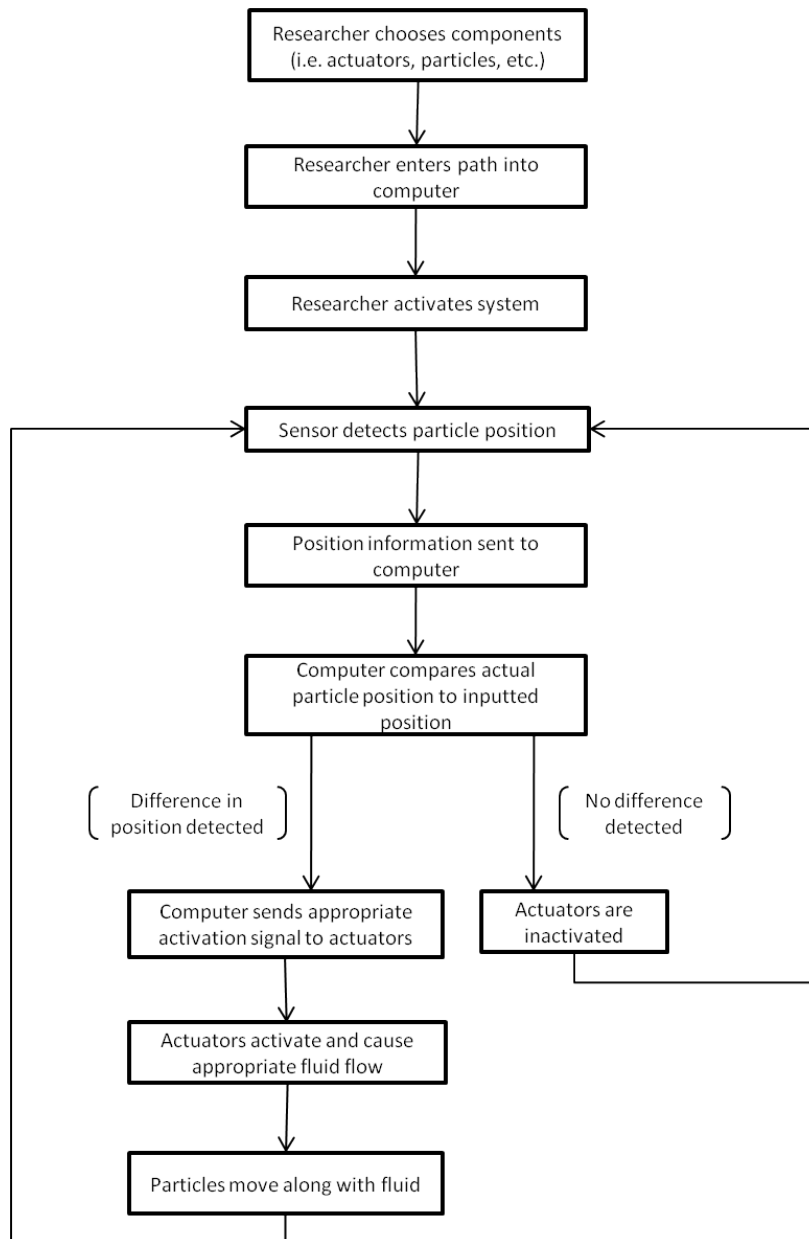 Researcher chooses components
(i.e. actuators, particles, etc.)
Researcher enters path into
computer
Researcher activates system
Sensor detects particle position
Position information sent to
computer
Computer compares actual
particle position to inputted
position
Difference in
position detected
No difference
detected
Computer sends appropriate
activation signal to actuators
Actuators are
inactivated
Actuators activate and cause
appropriate fluid flow
Particles move along with fluid